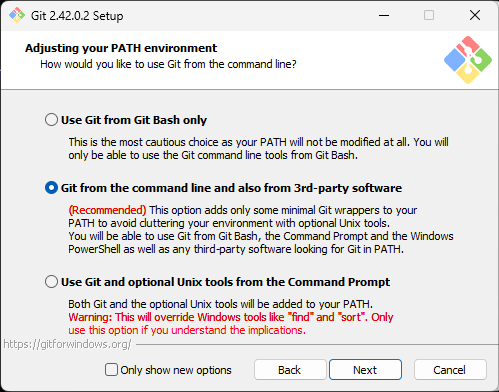 Git 2.42.0.2 Setup
Adjusting your PATH environment
How would you like to use Git from the command line?
Use Git from Git Bash only
This is the most cautious choice as your PATH will not be modified at all. You will
only be able to use the Git command line tools from Git Bash.
Git from the command line and also from 3rd-party software
(Recommended) This option adds only some minimal Git wrappers to your
PATH to avoid cluttering your environment with optional Unix tools.
You will be able to use Git from Git Bash, the Command Prompt and the Windows
PowerShell as well as any third-party software looking for Git in PATH.
Use Git and optional Unix tools from the Command Prompt
Both Git and the optional Unix tools will be added to your PATH.
Warning: This will override Windows tools like "find" and "sort". Only
use this option if you understand the implications.
https://gitforwindows.org/
Only show new options
Back
Next
Cancel